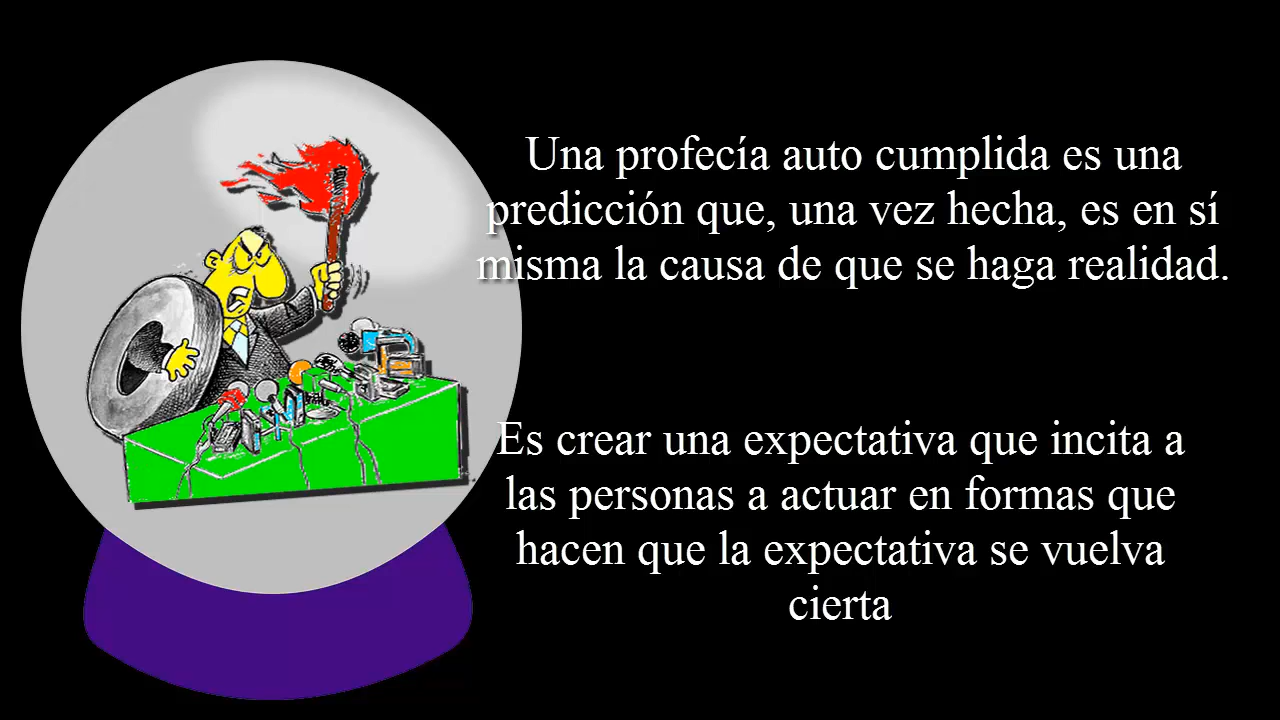 Una profecía auto cumplida es una
predicción que, una vez hecha, es en sí
misma la causa de que se haga realidad.
Es crear una expectativa que incita a
las personas a actuar en formas que
hacen que la expectativa se vuelva
cierta